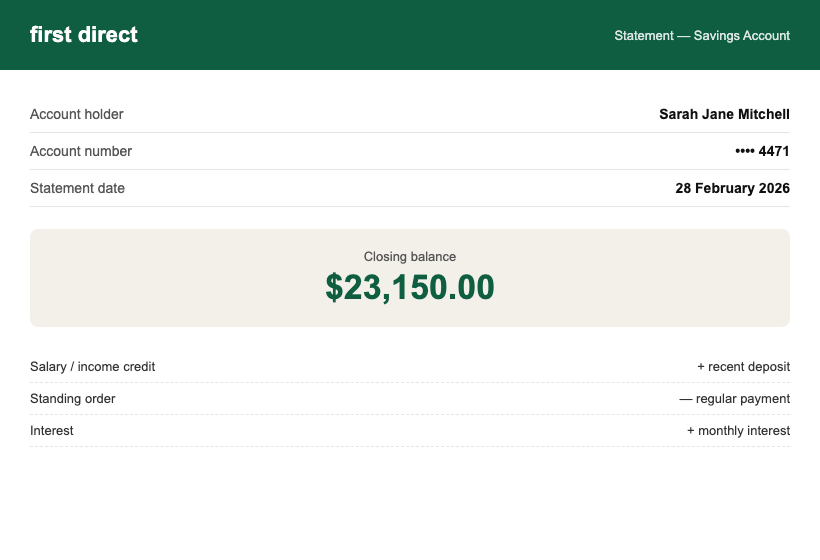 first direct
Statement — Savings Account
Account holder Sarah Jane Mitchell
Account number •••• 4471
Statement date 28 February 2026
Closing balance
$23,150.00
Salary / income credit + recent deposit
Standing order — regular payment
Interest + monthly interest